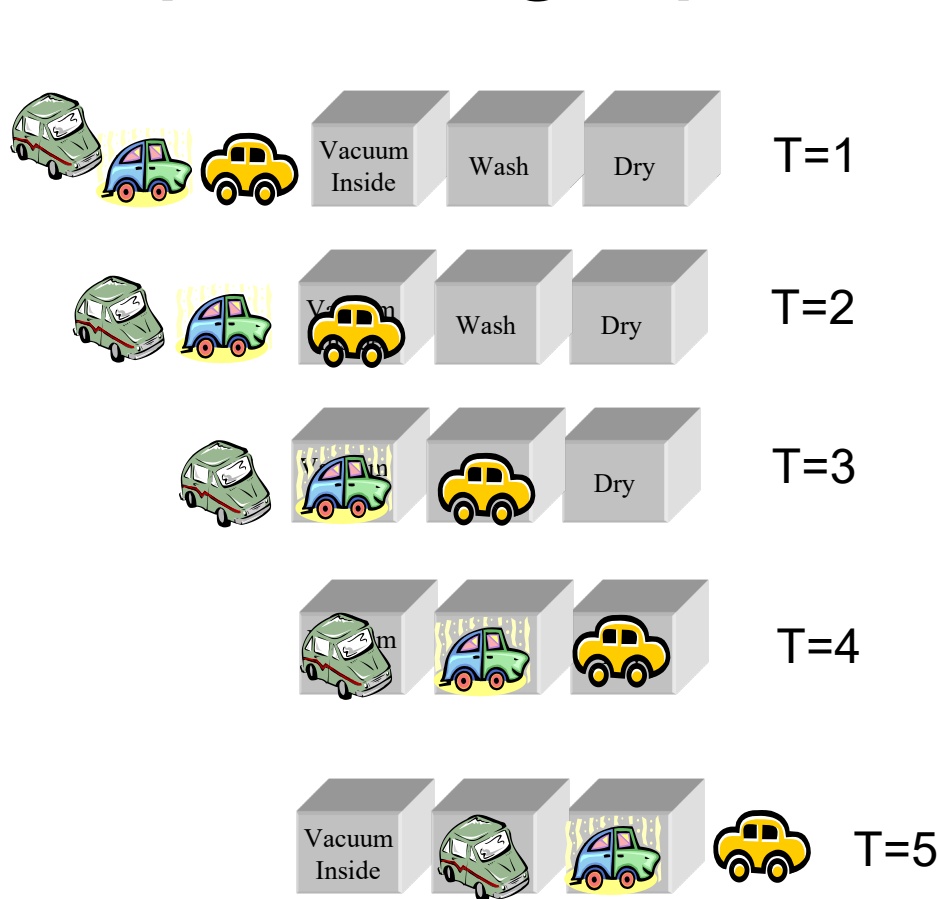 Vacuum
Inside
Wash
Dry
T=1
Wash
Dry
T=2
Dry
T=3
T=4
Vacuum
Inside
T=5